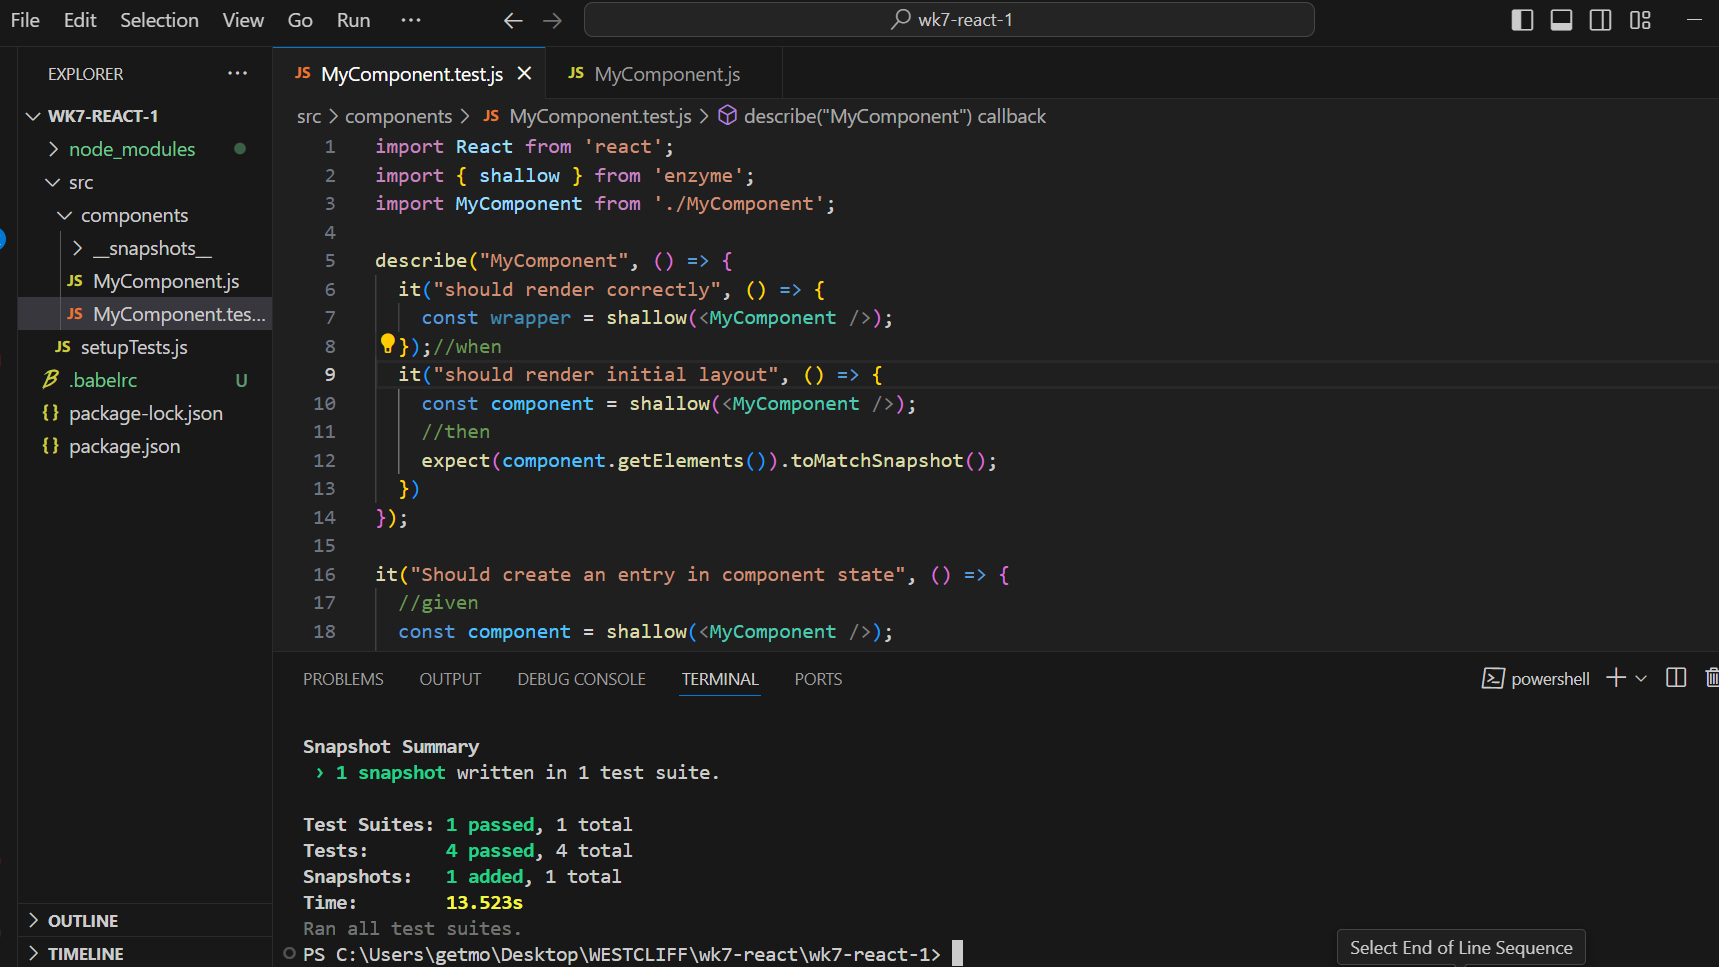 File Edit Selection View Go Run ···
wk7-react-1
EXPLORER
WK7-REACT-1
node_modules
src
components
__snapshots__
JS MyComponent.js
JS MyComponent.tes...
JS setupTests.js
.babelrc U
{} package-lock.json
{} package.json
OUTLINE
TIMELINE
JS MyComponent.test.js
JS MyComponent.js
src > components > JS MyComponent.test.js > describe("MyComponent") callback
1 import React from 'react';
2 import { shallow } from 'enzyme';
3 import MyComponent from './MyComponent';
4
5 describe("MyComponent", () => {
6 it("should render correctly", () => {
7 const wrapper = shallow(<MyComponent />);
8 });//when
9 it("should render initial layout", () => {
10 const component = shallow(<MyComponent />);
11 //then
12 expect(component.getElements()).toMatchSnapshot();
13 })
14 });
15
16 it("Should create an entry in component state", () => {
17 //given
18 const component = shallow(<MyComponent />);
PROBLEMS OUTPUT DEBUG CONSOLE TERMINAL PORTS
powershell
Snapshot Summary
› 1 snapshot written in 1 test suite.
Test Suites: 1 passed, 1 total
Tests: 4 passed, 4 total
Snapshots: 1 added, 1 total
Time: 13.523s
Ran all test suites.
PS C:\Users\getmo\Desktop\WESTCLIFF\wk7-react\wk7-react-1>
Select End of Line Sequence